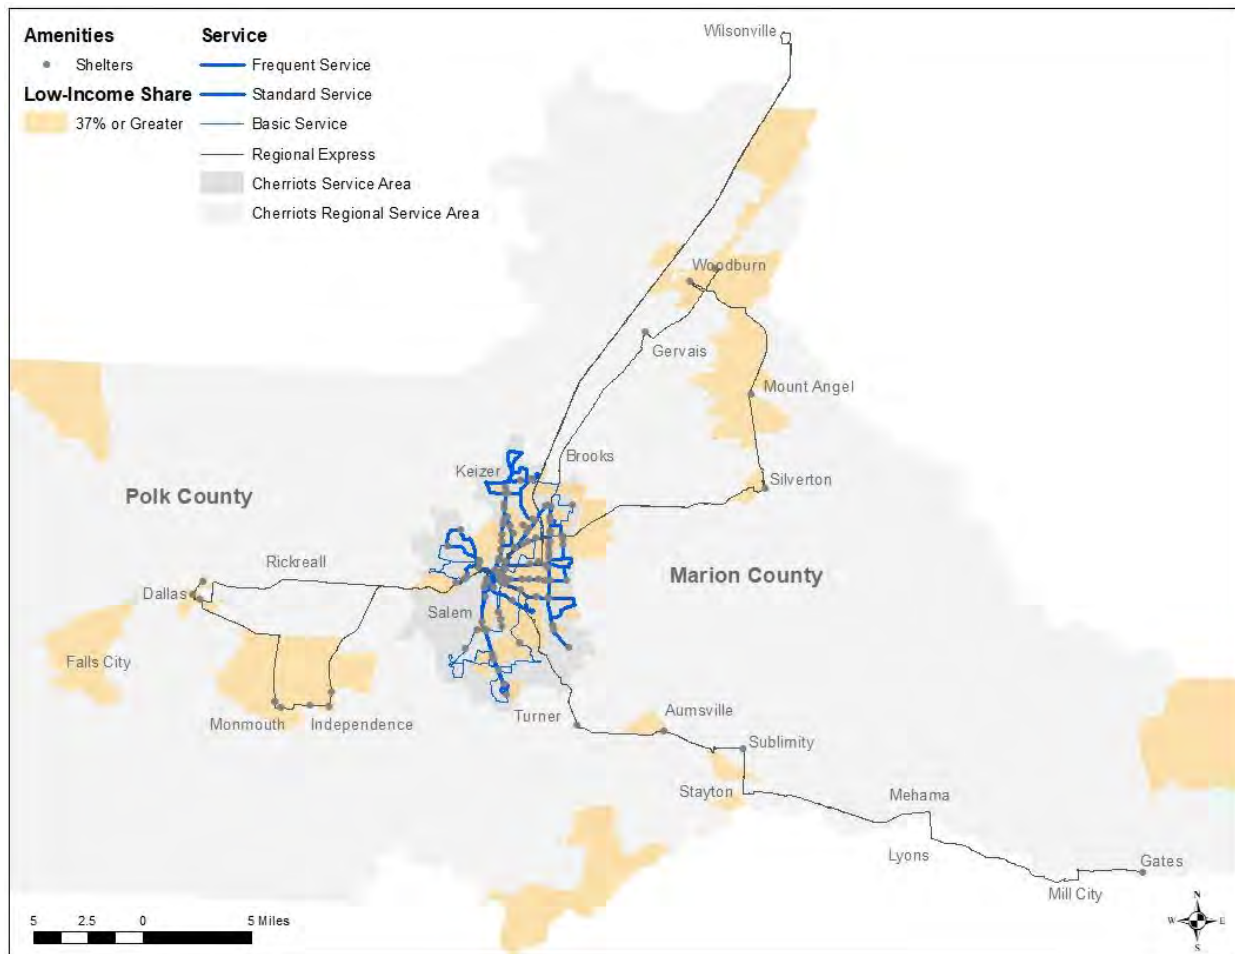 Amenities
Shelters
Low-Income Share
37% or Greater
Service
Frequent Service
Standard Service
Basic Service
Regional Express
Cherriots Service Area
Cherriots Regional Service Area
Wilsonville
Woodburn
Gervais
Mount Angel
Brooks
Keizer
Silverton
Polk County
Rickreall
Marion County
Dallas
Salem
Falls City
Monmouth
Independence
Turner
Aumsville
Sublimity
Stayton
Mehama
Lyons
Gates
Mill City
5 2.5 0 5 Miles
N
W E
S